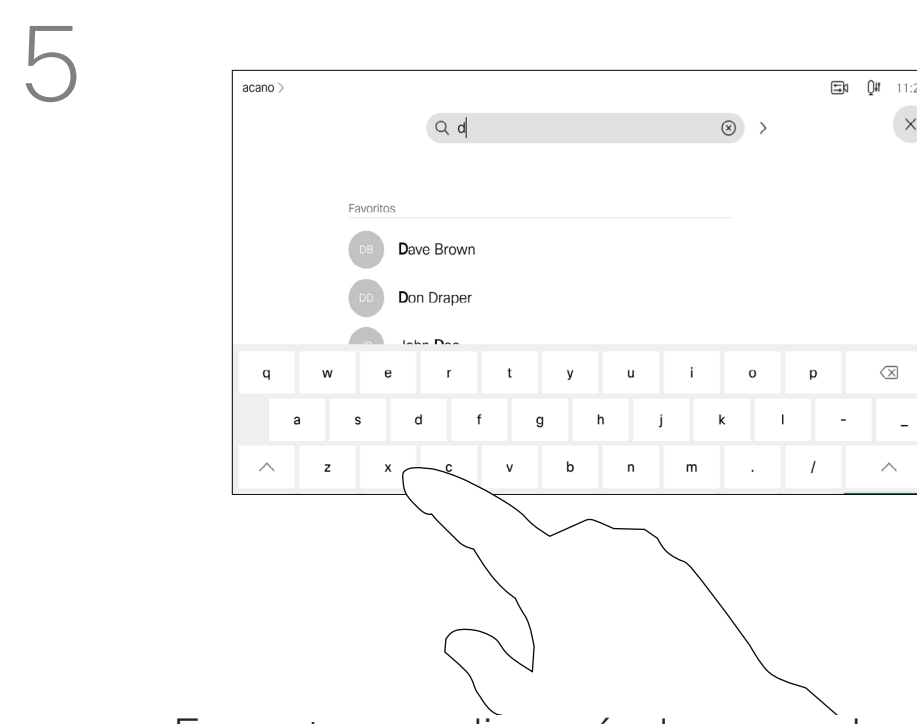 5
acano >
11:2
d
Favoritos
DB Dave Brown
DD Don Draper
q w e r t y u i o p
a s d f g h j k l - _
z x c v b n m . /